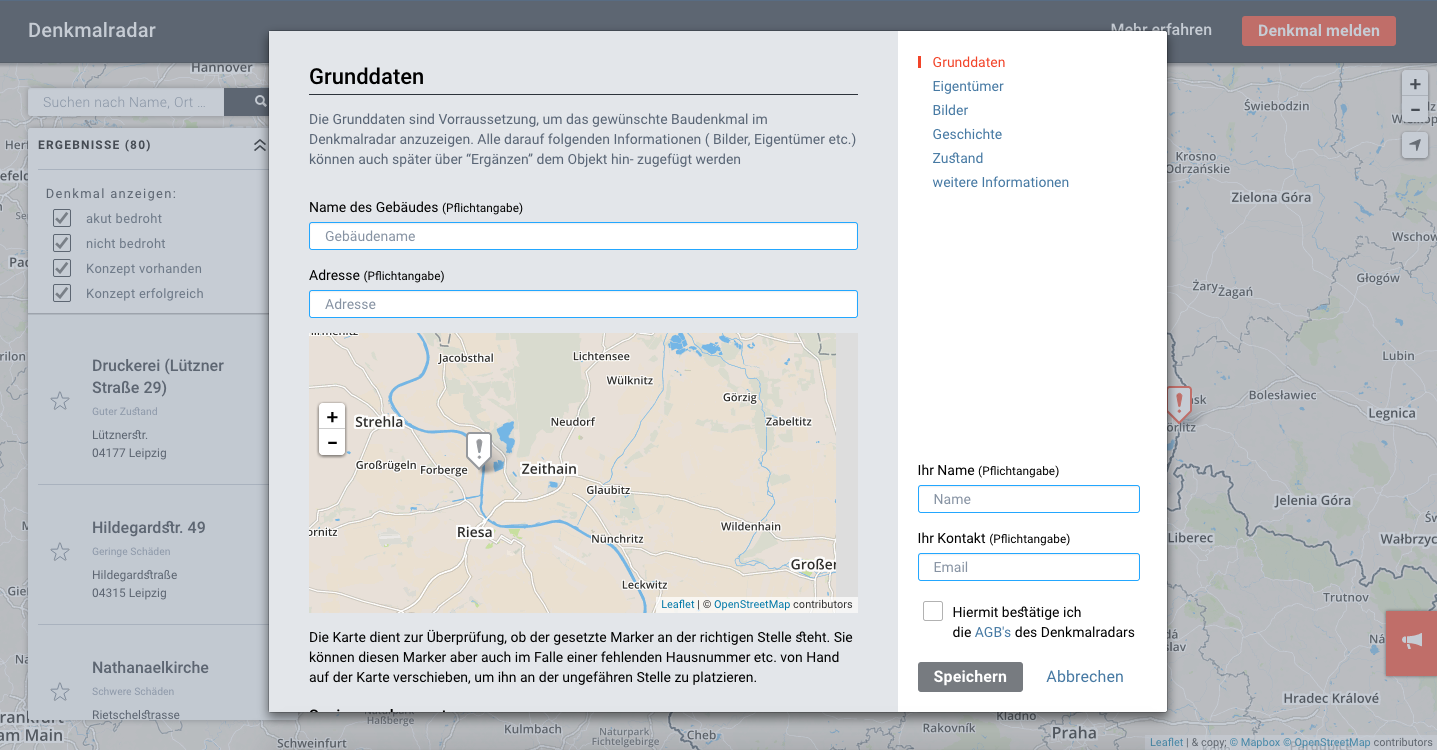 Denkmalradar
Mehr erfahren
Denkmal melden
Hannover
Suchen nach Name, Ort ...
ERGEBNISSE (80)
Denkmal anzeigen:
akut bedroht
nicht bedroht
Konzept vorhanden
Konzept erfolgreich
Druckerei (Lützner
Straße 29)
Guter Zustand
Lütznerstr.
04177 Leipzig
Hildegardstr. 49
Geringe Schäden
Hildegardstraße
04315 Leipzig
Nathanaelkirche
Schwere Schäden
Rietschelstrasse
am Main
Schweinfurt
Haßberge
Kulmbach
Naturpark
Fichtelgebirge
Cheb
Grunddaten
Die Grunddaten sind Vorraussetzung, um das gewünschte Baudenkmal im
Denkmalradar anzuzeigen. Alle darauf folgenden Informationen ( Bilder, Eigentümer etc.)
können auch später über “Ergänzen” dem Objekt hin- zugefügt werden
Name des Gebäudes (Pflichtangabe)
Gebäudename
Adresse (Pflichtangabe)
Adresse
Jacobsthal
Lichtensee
Wülknitz
Görzig
+
−
Strehla
Neudorf
Zabeltitz
Großrügeln
Forberge
Zeithain
Glaubitz
Riesa
Wildenhain
Nünchritz
Großer
Leckwitz
Leaflet | © OpenStreetMap contributors
Die Karte dient zur Überprüfung, ob der gesetzte Marker an der richtigen Stelle steht. Sie
können diesen Marker aber auch im Falle einer fehlenden Hausnummer etc. von Hand
auf der Karte verschieben, um ihn an der ungefähren Stelle zu platzieren.
Grunddaten
Eigentümer
Bilder
Geschichte
Zustand
weitere Informationen
Ihr Name (Pflichtangabe)
Name
Ihr Kontakt (Pflichtangabe)
Email
Hiermit bestätige ich
die AGB's des Denkmalradars
Speichern
Abbrechen
+
−
Świebodzin
Krosno
Odrzańskie
Zielona Góra
Wschow
Głogów
Żary
Żagań
Lubin
Bolesławiec
Legnica
Jelenia Góra
Liberec
Wałbrzyc
Trutnov
Hradec Králové
Kladno
Rakovník
Praha
Leaflet | &copy; © Mapbox © OpenStreetMap contributors